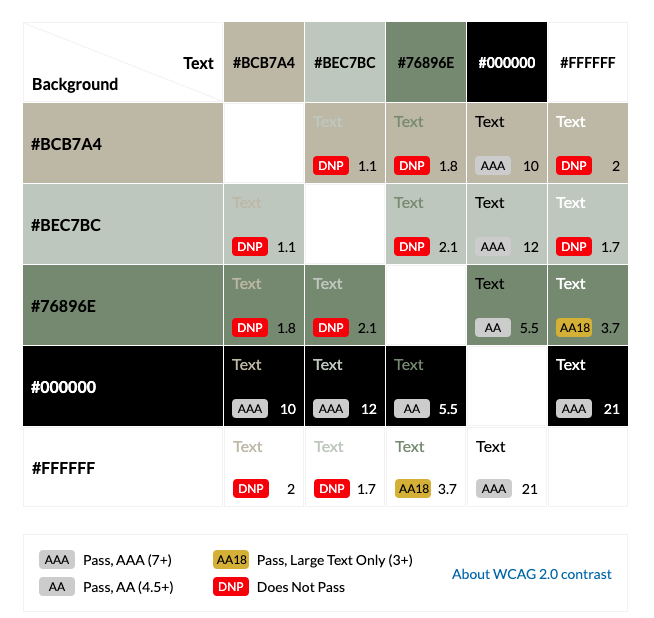 Text #BCB7A4 #BEC7BC #76896E #000000 #FFFFFF
Background
#BCB7A4 Text Text Text Text
DNP 1.1 DNP 1.8 AAA 10 DNP 2
#BEC7BC Text Text Text Text
DNP 1.1 DNP 2.1 AAA 12 DNP 1.7
#76896E Text Text Text Text
DNP 1.8 DNP 2.1 AA 5.5 AA18 3.7
#000000 Text Text Text Text
AAA 10 AAA 12 AA 5.5 AAA 21
#FFFFFF Text Text Text Text
DNP 2 DNP 1.7 AA18 3.7 AAA 21
AAA Pass, AAA (7+) AA18 Pass, Large Text Only (3+)
About WCAG 2.0 contrast
AA Pass, AA (4.5+) DNP Does Not Pass